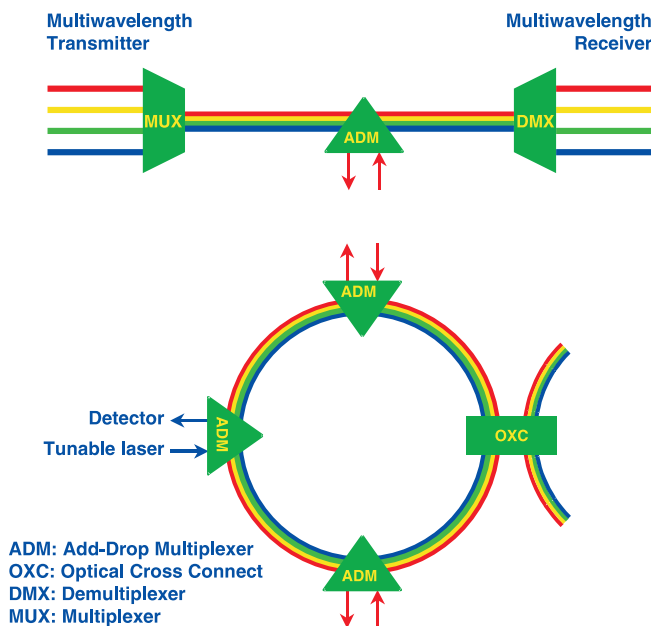 Multiwavelength
Transmitter
Multiwavelength
Receiver
MUX
ADM
DMX
ADM
Detector
Tunable laser
ADM
OXC
ADM
ADM: Add-Drop Multiplexer
OXC: Optical Cross Connect
DMX: Demultiplexer
MUX: Multiplexer